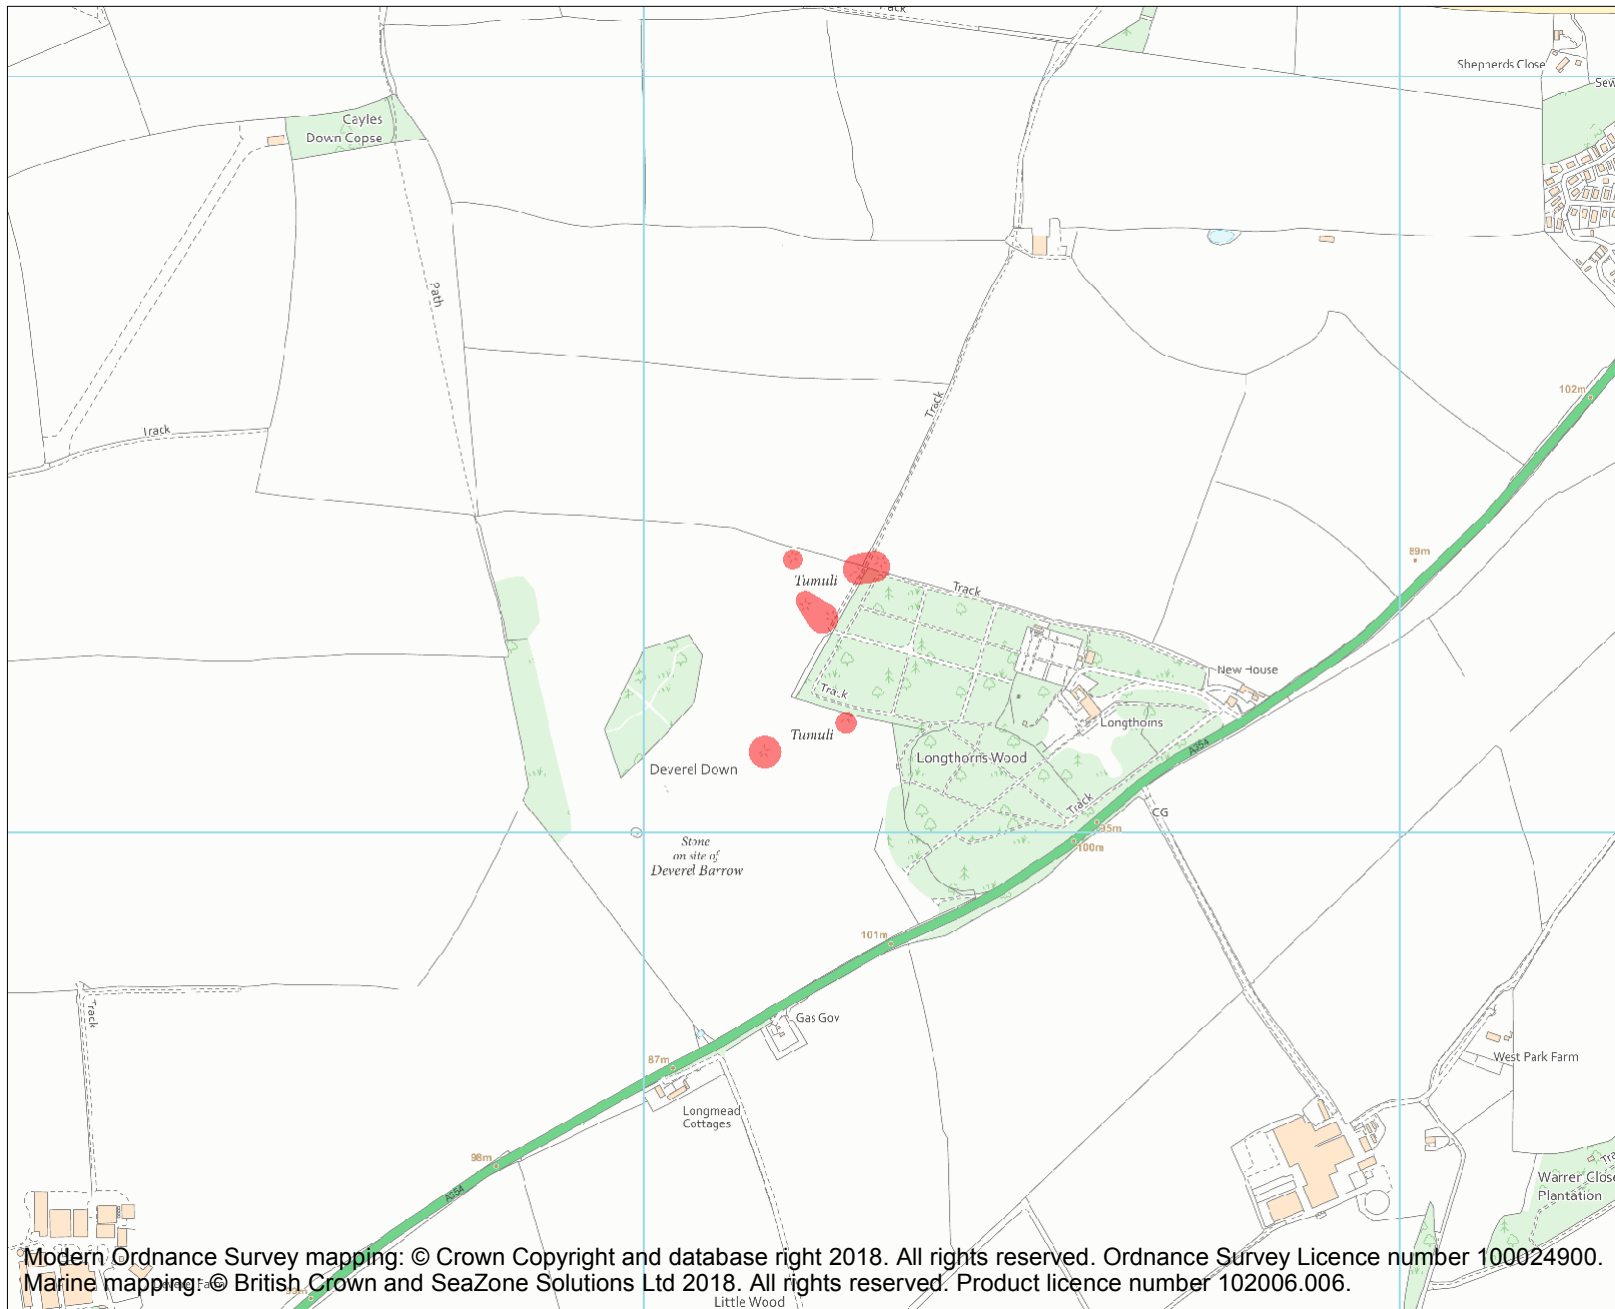 Track
Shepherds Close
Sew
Cayles
Down Copse
Path
Track
102m
Track
89m
Tumuli
Track
New House
Track
Longthorns
Tumuli
A354
Longthorns Wood
Deverel Down
Track
CG
95m
Stone
on site of
Deverel Barrow
100m
101m
Track
Gas Gov
87m
West Park Farm
Longmead
Cottages
98m
Tra
Warren Close
Plantation
A354
Modern Ordnance Survey mapping: © Crown Copyright and database right 2018. All rights reserved. Ordnance Survey Licence number 100024900.
Marine mapping: © British Crown and SeaZone Solutions Ltd 2018. All rights reserved. Product licence number 102006.006.
Little Wood